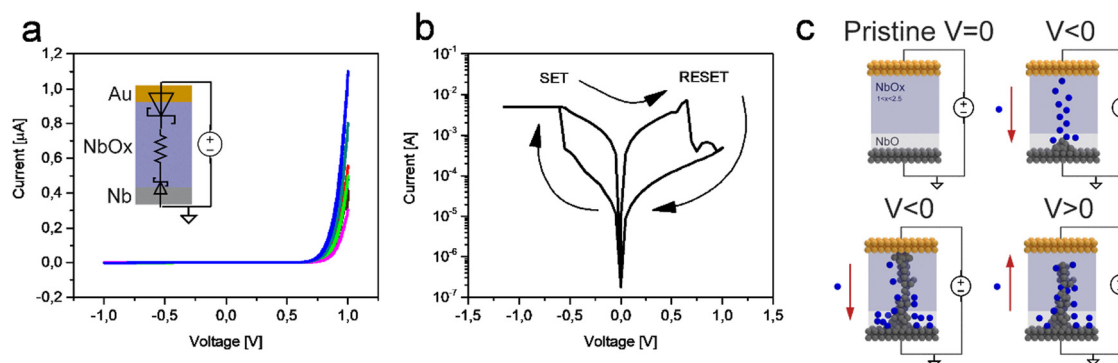 a
1,2
1,0
0,8
0,6
0,4
0,2
0,0
-0,2
Current [µA]
Au
NbOx
Nb
+
-1,0 -0,5 0,0 0,5 1,0
Voltage [V]
b
10⁻¹
10⁻²
10⁻³
10⁻⁴
10⁻⁵
10⁻⁶
10⁻⁷
Current [A]
SET
RESET
-1,0 -0,5 0,0 0,5 1,0 1,5
Voltage [V]
c
Pristine V=0
NbOx
1<x<2.5
NbO
V<0
V<0
V>0